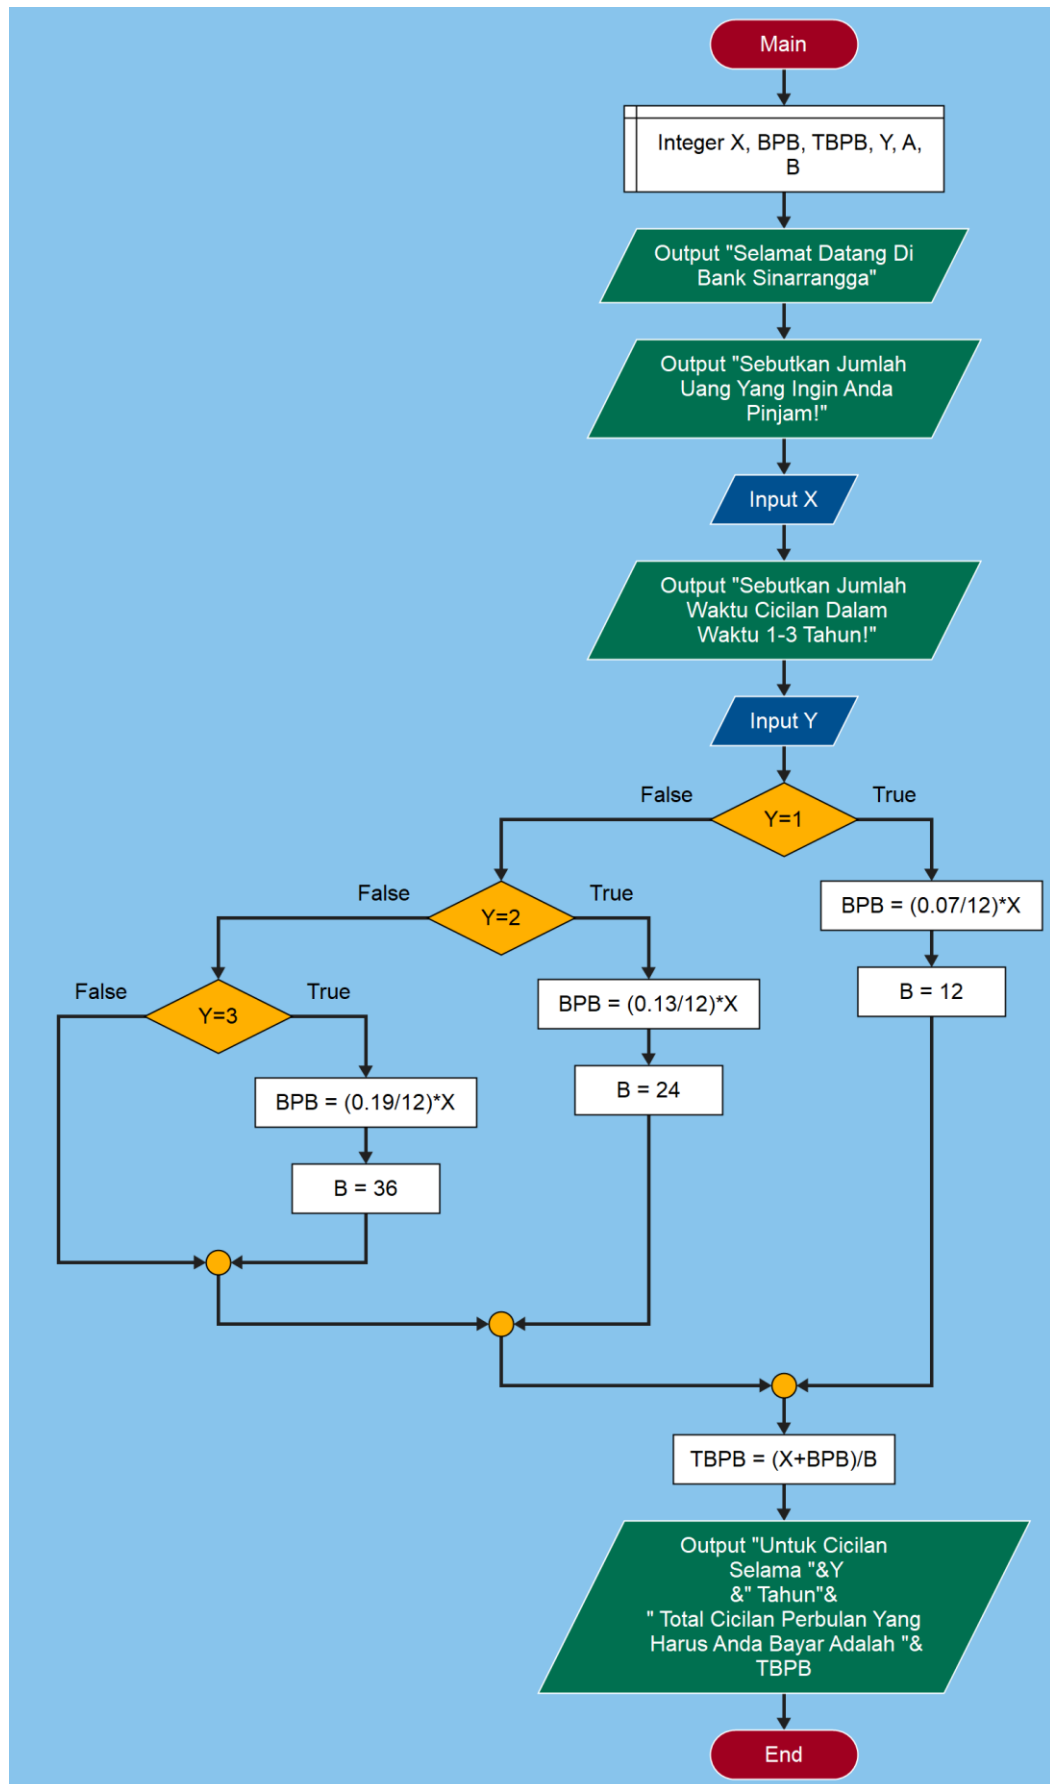 Main
Integer X, BPB, TBPB, Y, A,
B
Output "Selamat Datang Di
Bank Sinarrangga"
Output "Sebutkan Jumlah
Uang Yang Ingin Anda
Pinjam!"
Input X
Output "Sebutkan Jumlah
Waktu Cicilan Dalam
Waktu 1-3 Tahun!"
Input Y
False
True
Y=1
False
True
Y=2
BPB = (0.07/12)*X
False
True
Y=3
BPB = (0.13/12)*X
B = 12
BPB = (0.19/12)*X
B = 24
B = 36
TBPB = (X+BPB)/B
Output "Untuk Cicilan
Selama "&Y
&" Tahun"&
" Total Cicilan Perbulan Yang
Harus Anda Bayar Adalah "&
TBPB
End